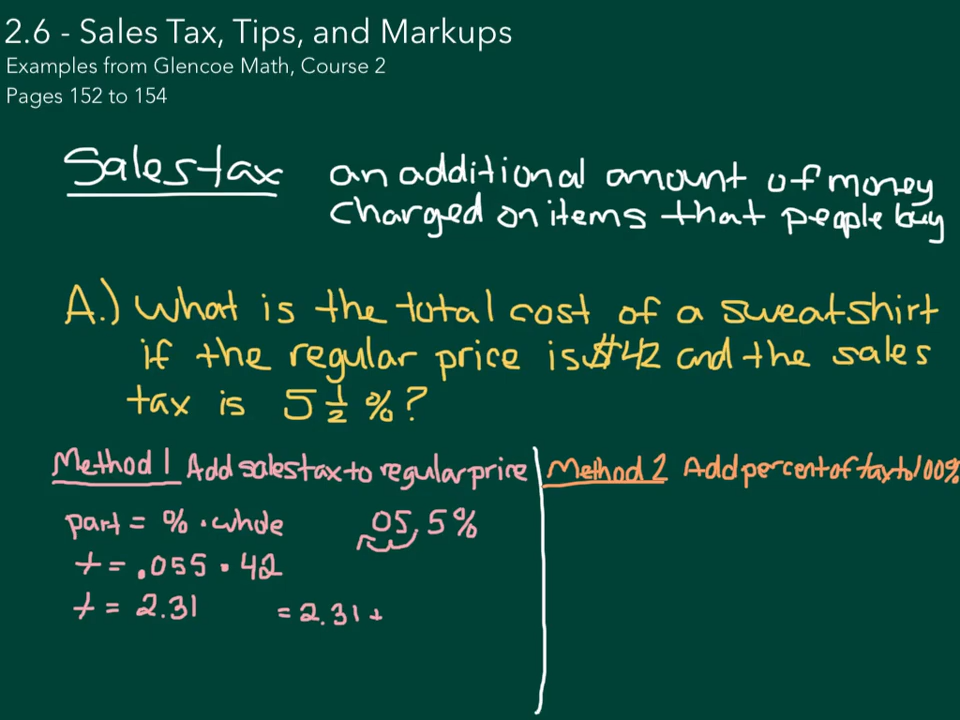 2.6 - Sales Tax, Tips, and Markups
Examples from Glencoe Math, Course 2
Pages 152 to 154
Sales tax an additional amount of money
charged on items that people buy
A.) What is the total cost of a sweatshirt
if the regular price is $42 and the sales
tax is 5 1/2 %?
Method 1 Add sales tax to regular price
part = % · whole .05.5%
t = .055 · 42
t = 2.31 = 2.31 +
Method 2 Add percent of tax to 100%